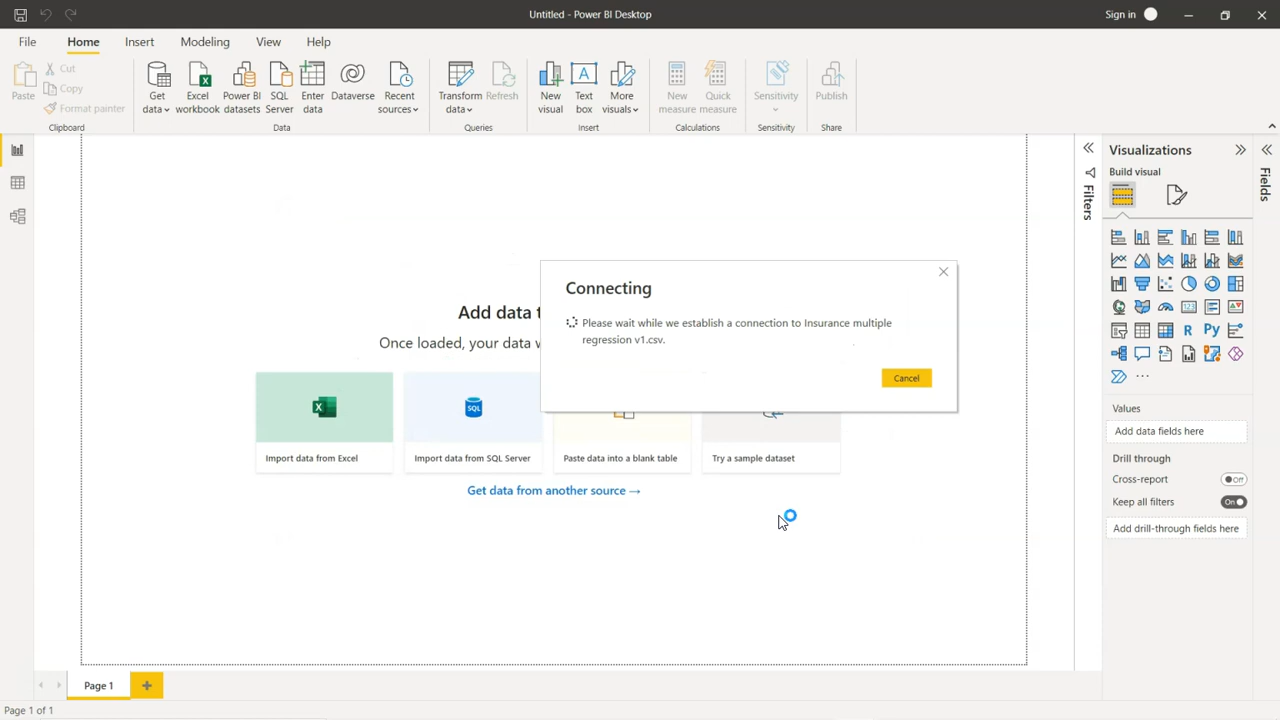 Untitled - Power BI Desktop
Sign in
File Home Insert Modeling View Help
Paste
Cut
Copy
Format painter
Clipboard
Get data
Excel workbook
Power BI datasets
SQL Server
Enter data
Dataverse
Recent sources
Data
Transform data
Refresh
Queries
New visual
Text box
More visuals
Insert
New measure
Quick measure
Calculations
Sensitivity
Sensitivity
Publish
Share
Filters
Visualizations
Build visual
Fields
R Py
123
Values
Add data fields here
Drill through
Cross-report
Off
Keep all filters
On
Add drill-through fields here
Add data t
Once loaded, your data w
Connecting
Please wait while we establish a connection to Insurance multiple
regression v1.csv.
Cancel
X
SQL
Import data from Excel
Import data from SQL Server
Paste data into a blank table
Try a sample dataset
Get data from another source →
Page 1
Page 1 of 1